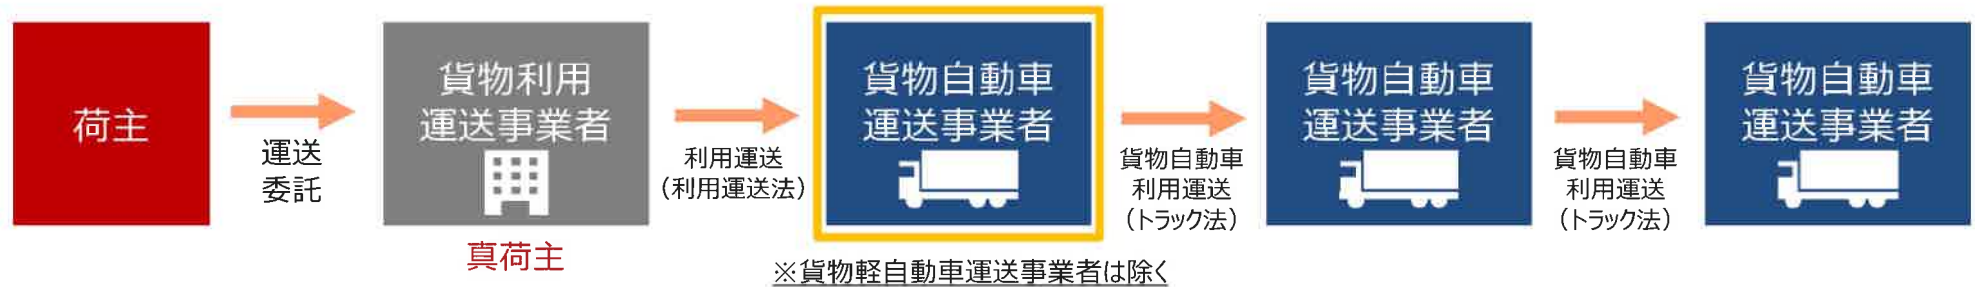 荷主
運送
委託
貨物利用
運送事業者
真荷主
利用運送
（利用運送法）
貨物自動車
運送事業者
※貨物軽自動車運送事業者は除く
貨物自動車
利用運送
（トラック法）
貨物自動車
運送事業者
貨物自動車
利用運送
（トラック法）
貨物自動車
運送事業者